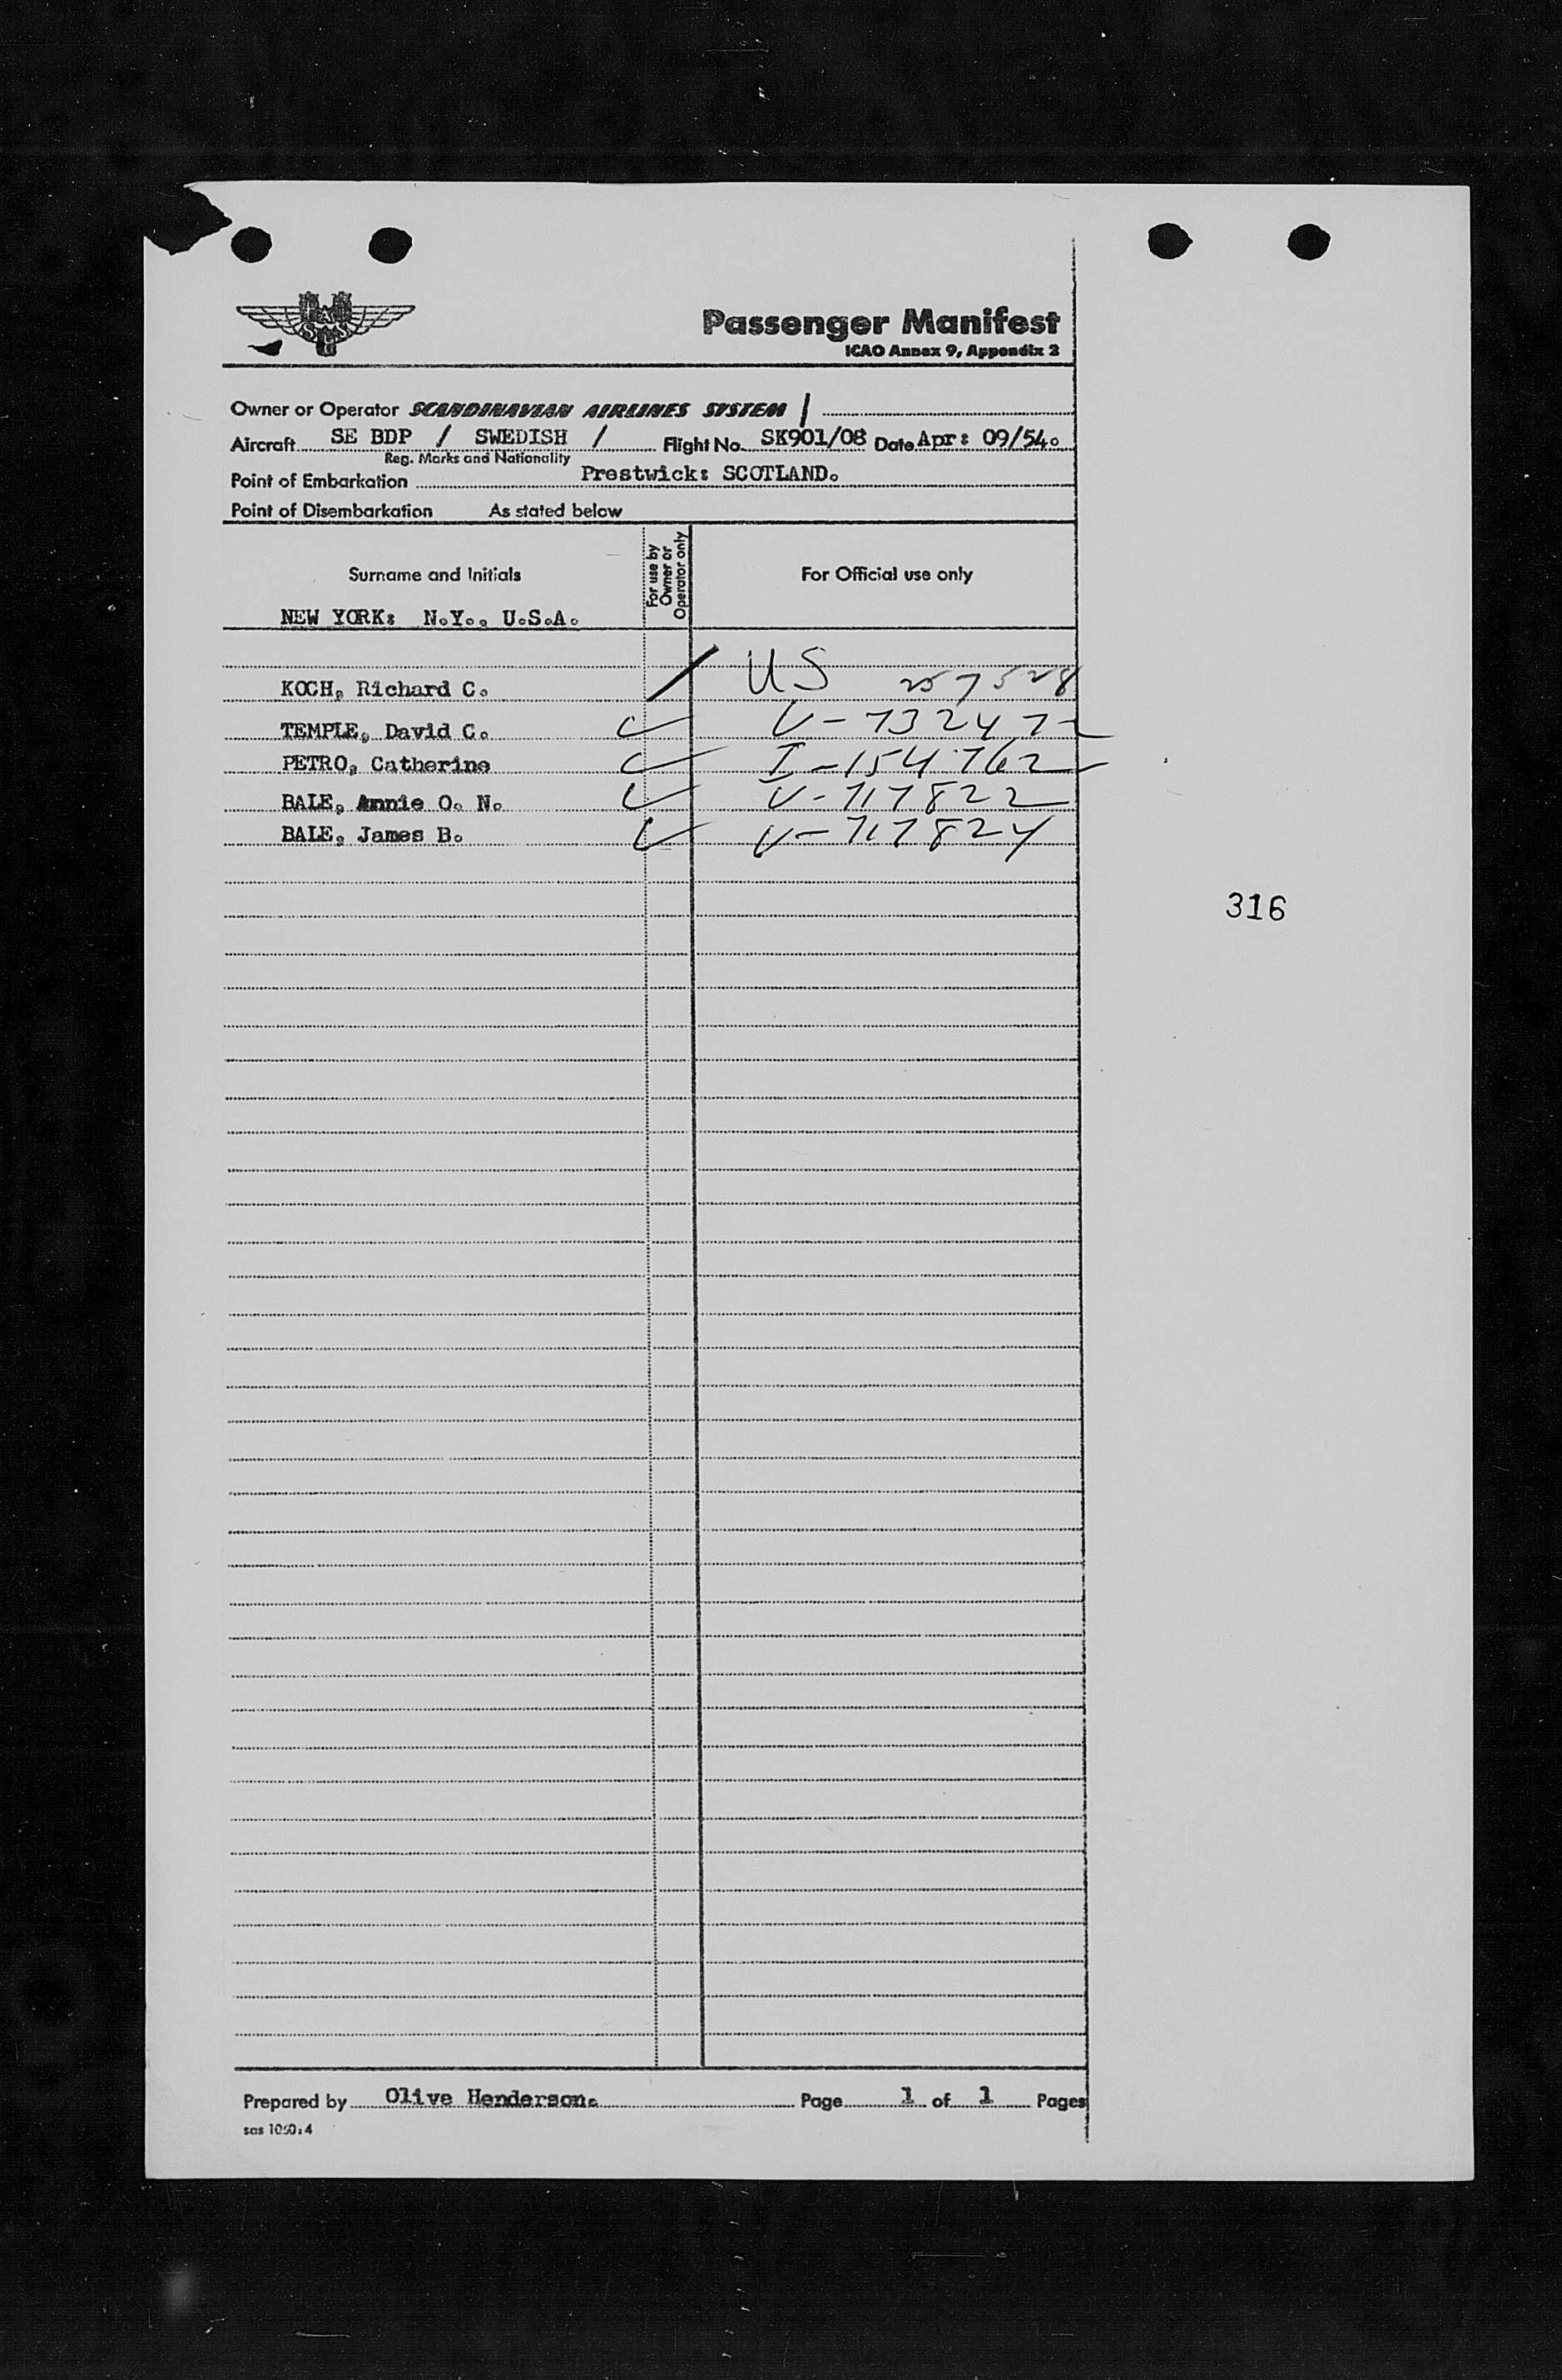 SAS
Passenger Manifest
ICAO Annex 9, Appendix 2
Owner or Operator SCANDINAVIAN AIRLINES SYSTEM /
Aircraft SE BDP / SWEDISH / Flight No. SK901/08 Date Apr: 09/54.
Reg. Marks and Nationality
Point of Embarkation Prestwick: SCOTLAND.
Point of Disembarkation As stated below
Surname and Initials
For use by
Owner or
Operator only
For Official use only
NEW YORK: N.Y., U.S.A.
KOCH, Richard C. / US 257528
TEMPLE, David C. ✓ V-732472
PETRO, Catherine ✓ I-154762
BALE, Annie O. N. ✓ V-717822
BALE, James B. ✓ V-717824
316
Prepared by Olive Henderson. Page 1 of 1 Pages
sas 1060:4